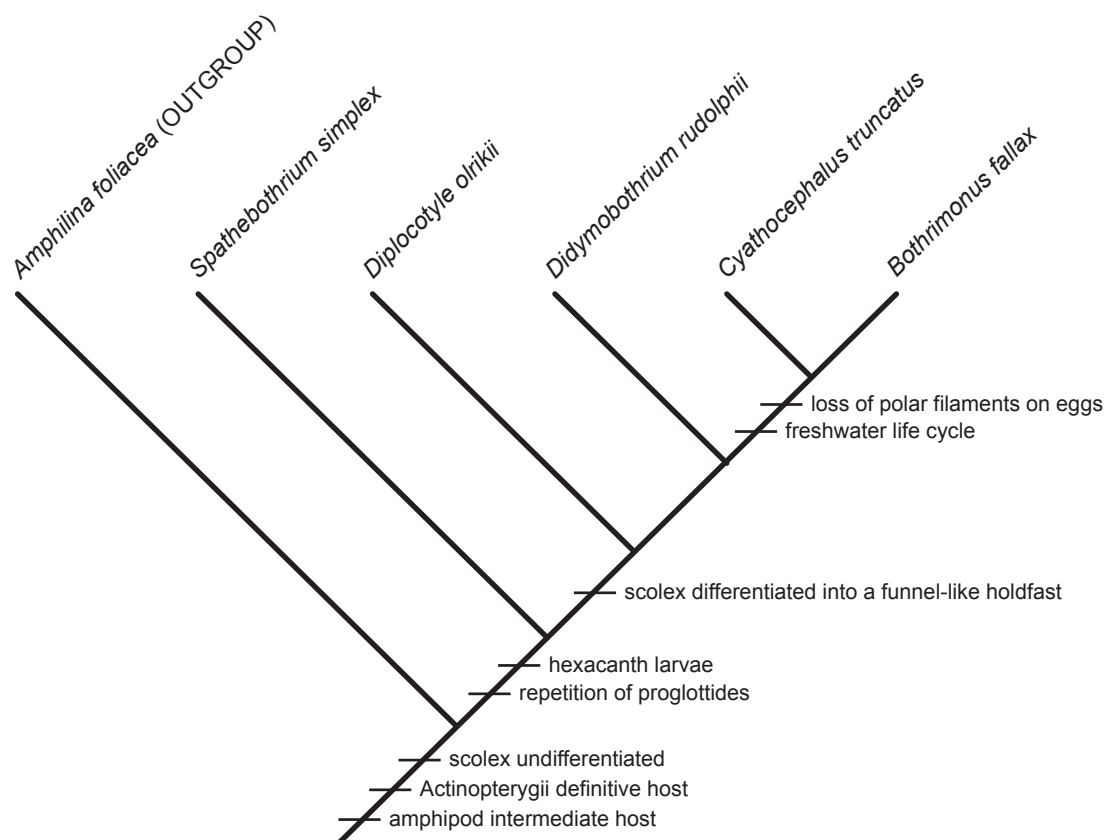 Amphilina foliacea (OUTGROUP)
Spathebothrium simplex
Diplocotyle olrikii
Didymobothrium rudolphii
Cyathocephalus truncatus
Bothrimonus fallax
loss of polar filaments on eggs
freshwater life cycle
scolex differentiated into a funnel-like holdfast
hexacanth larvae
repetition of proglottides
scolex undifferentiated
Actinopterygii definitive host
amphipod intermediate host